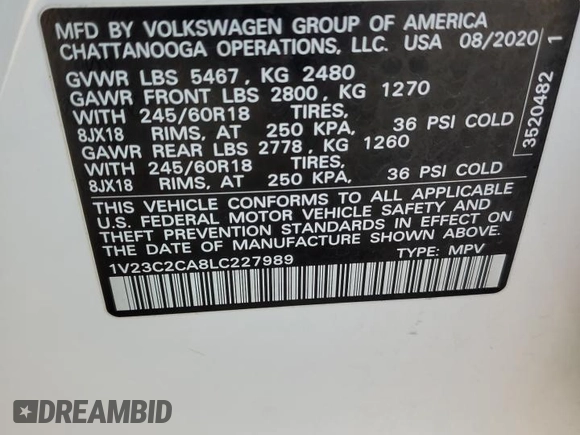 MFD BY VOLKSWAGEN GROUP OF AMERICA
CHATTANOOGA OPERATIONS, LLC. USA 08/2020
GVWR LBS 5467, KG 2480
GAWR FRONT LBS 2800, KG 1270
WITH 245/60R18 TIRES,
8JX18 RIMS, AT 250 KPA, 36 PSI COLD
GAWR REAR LBS 2778, KG 1260
WITH 245/60R18 TIRES,
8JX18 RIMS, AT 250 KPA, 36 PSI COLD
THIS VEHICLE CONFORMS TO ALL APPLICABLE
U.S. FEDERAL MOTOR VEHICLE SAFETY AND
THEFT PREVENTION STANDARDS IN EFFECT ON
THE DATE OF MANUFACTURE SHOWN ABOVE.
1V23C2CA8LC227989 TYPE: MPV
3520482 1
DREAMBID